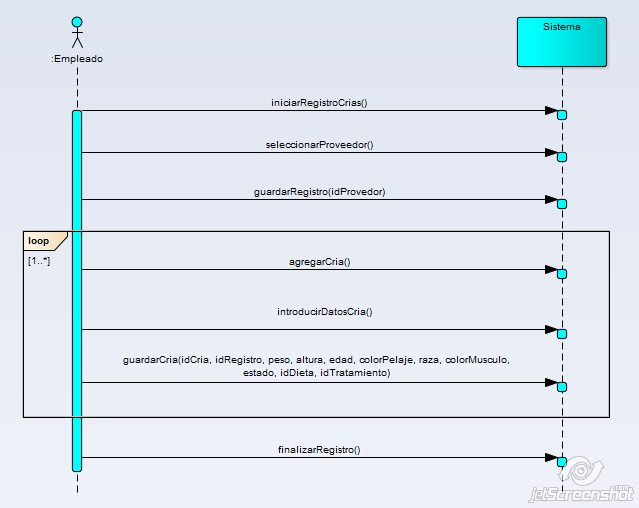 Sistema
:Empleado
iniciarRegistroCrias()
seleccionarProveedor()
guardarRegistro(idProvedor)
loop
[1..*]
agregarCria()
introducirDatosCria()
guardarCria(idCria, idRegistro, peso, altura, edad, colorPelaje, raza, colorMusculo,
estado, idDieta, idTratamiento)
finalizarRegistro()
jetScreenshot.com